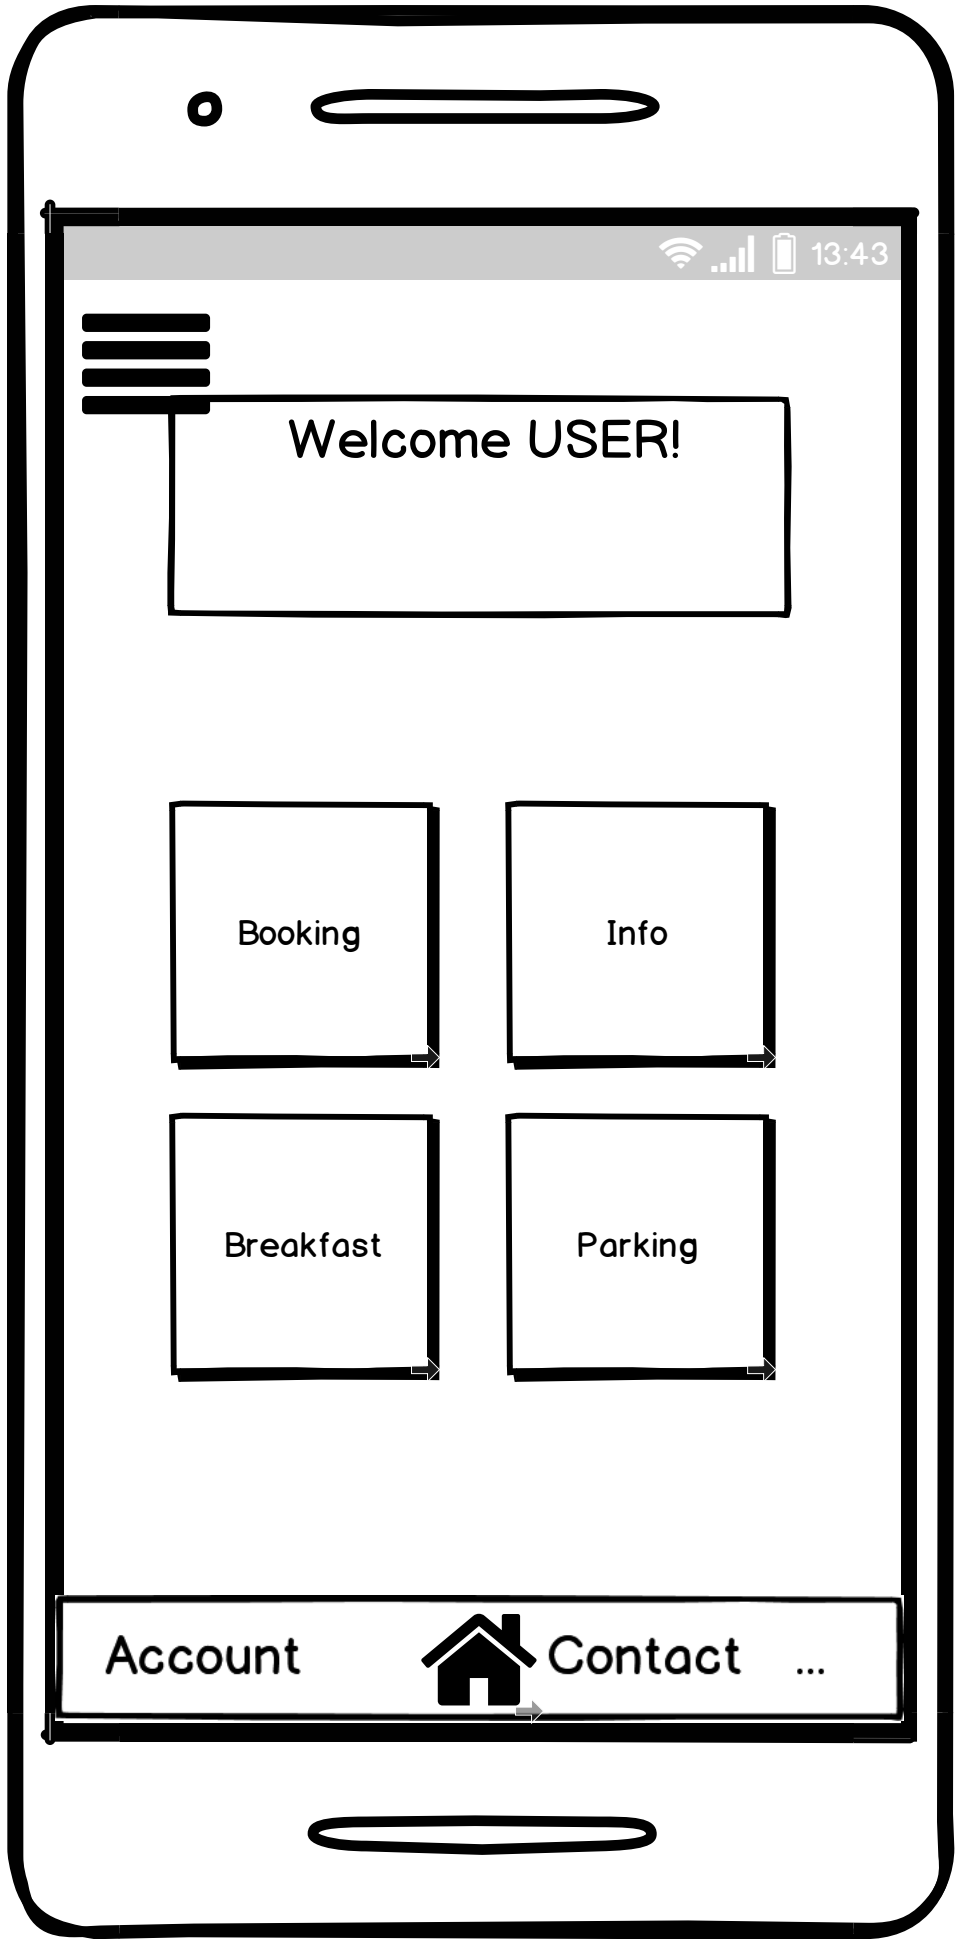 13:43
Welcome USER!
Booking
Info
Breakfast
Parking
Account
Contact
...